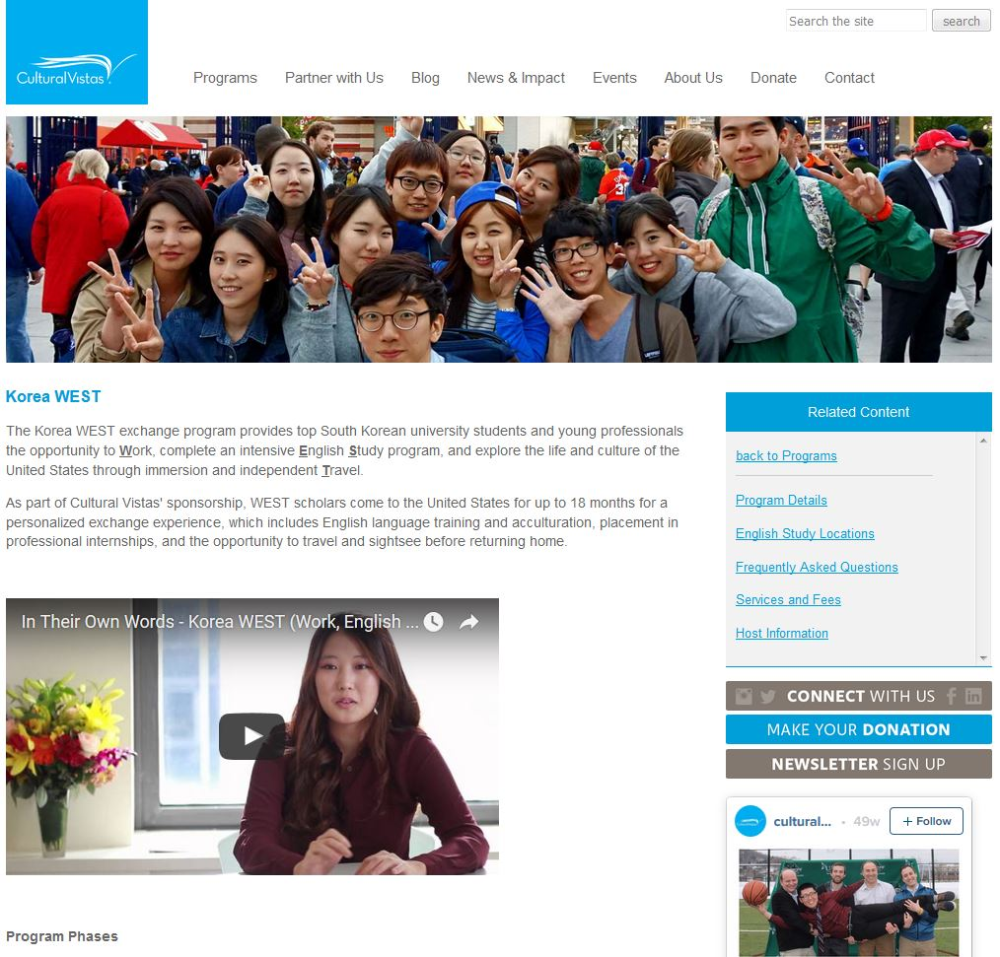 Search the site
search
CulturalVistas
Programs
Partner with Us
Blog
News & Impact
Events
About Us
Donate
Contact
Korea WEST
The Korea WEST exchange program provides top South Korean university students and young professionals
the opportunity to Work, complete an intensive English Study program, and explore the life and culture of the
United States through immersion and independent Travel.
As part of Cultural Vistas' sponsorship, WEST scholars come to the United States for up to 18 months for a
personalized exchange experience, which includes English language training and acculturation, placement in
professional internships, and the opportunity to travel and sightsee before returning home.
In Their Own Words - Korea WEST (Work, English ...
Program Phases
Related Content
back to Programs
Program Details
English Study Locations
Frequently Asked Questions
Services and Fees
Host Information
CONNECT WITH US
MAKE YOUR DONATION
NEWSLETTER SIGN UP
cultural... • 49w
+ Follow